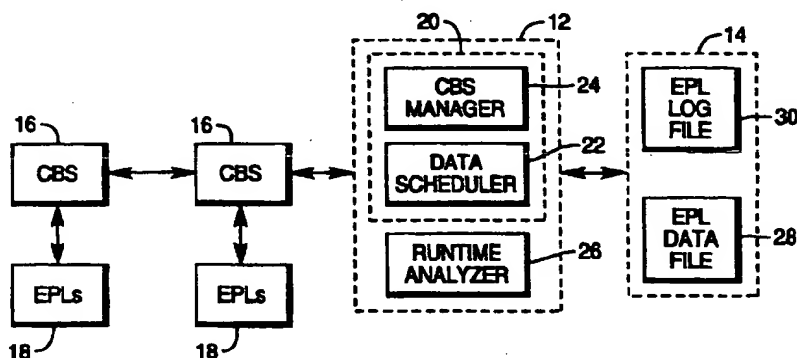 20
12
14
CBS
MANAGER
24
EPL
LOG
FILE
30
16
CBS
16
CBS
DATA
SCHEDULER
22
EPL
DATA
FILE
28
RUNTIME
ANALYZER
26
EPLs
18
EPLs
18